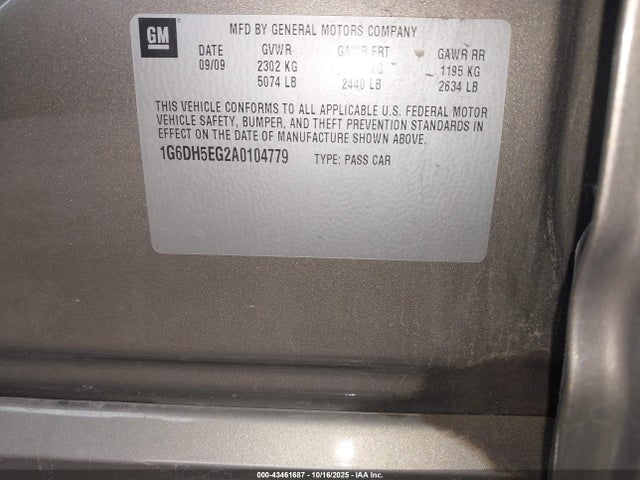 GM
MFD BY GENERAL MOTORS COMPANY
DATE GVWR GAWR FRT GAWR RR
09/09 2302 KG KG 1195 KG
5074 LB 2440 LB 2634 LB
THIS VEHICLE CONFORMS TO ALL APPLICABLE U.S. FEDERAL MOTOR
VEHICLE SAFETY, BUMPER, AND THEFT PREVENTION STANDARDS IN
EFFECT ON THE DATE OF MANUFACTURE SHOWN ABOVE.
1G6DH5EG2A0104779 TYPE: PASS CAR
000-43461687 - 10/16/2025 - IAA Inc.